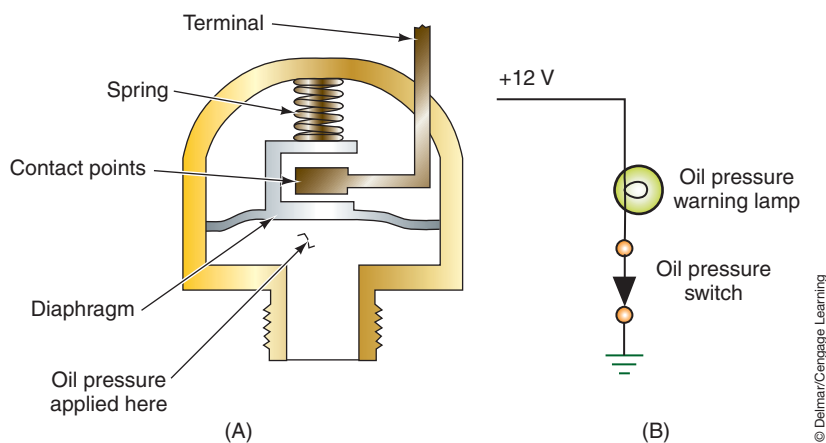 Terminal
Spring
Contact points
Diaphragm
Oil pressure
applied here
(A)
+12 V
Oil pressure
warning lamp
Oil pressure
switch
(B)
© Delmar/Cengage Learning